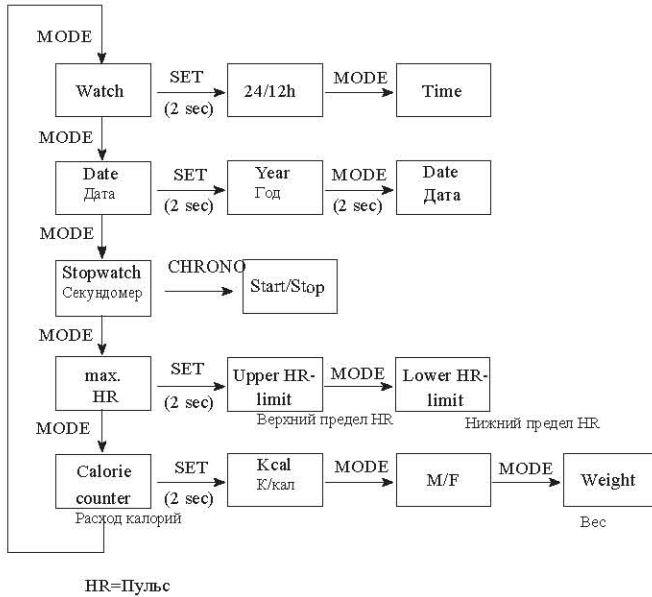 MODE
Watch
SET
(2 sec)
24/12h
MODE
Time
MODE
Date
Дата
SET
(2 sec)
Year
Год
MODE
(2 sec)
Date
Дата
MODE
Stopwatch
Секундомер
CHRONO
Start/Stop
MODE
max.
HR
SET
(2 sec)
Upper HR-
limit
Верхний предел HR
MODE
Lower HR-
limit
Нижний предел HR
MODE
Calorie
counter
Расход калорий
SET
(2 sec)
Kcal
К/кал
MODE
M/F
MODE
Weight
Вес
HR=Пульс